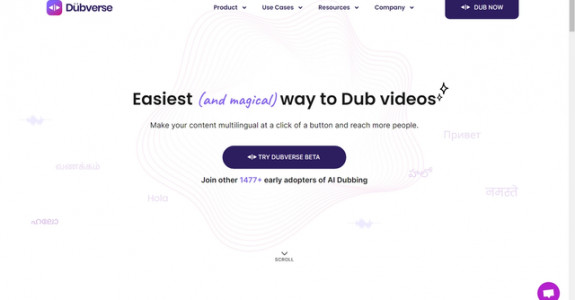 Dubverse
Product Use Cases Resources Company DUB NOW
Easiest (and magical) way to Dub videos
Make your content multilingual at a click of a button and reach more people.
Привет
TRY DUBVERSE BETA
Join other 1477+ early adopters of AI Dubbing
नमस्ते
Hola
SCROLL